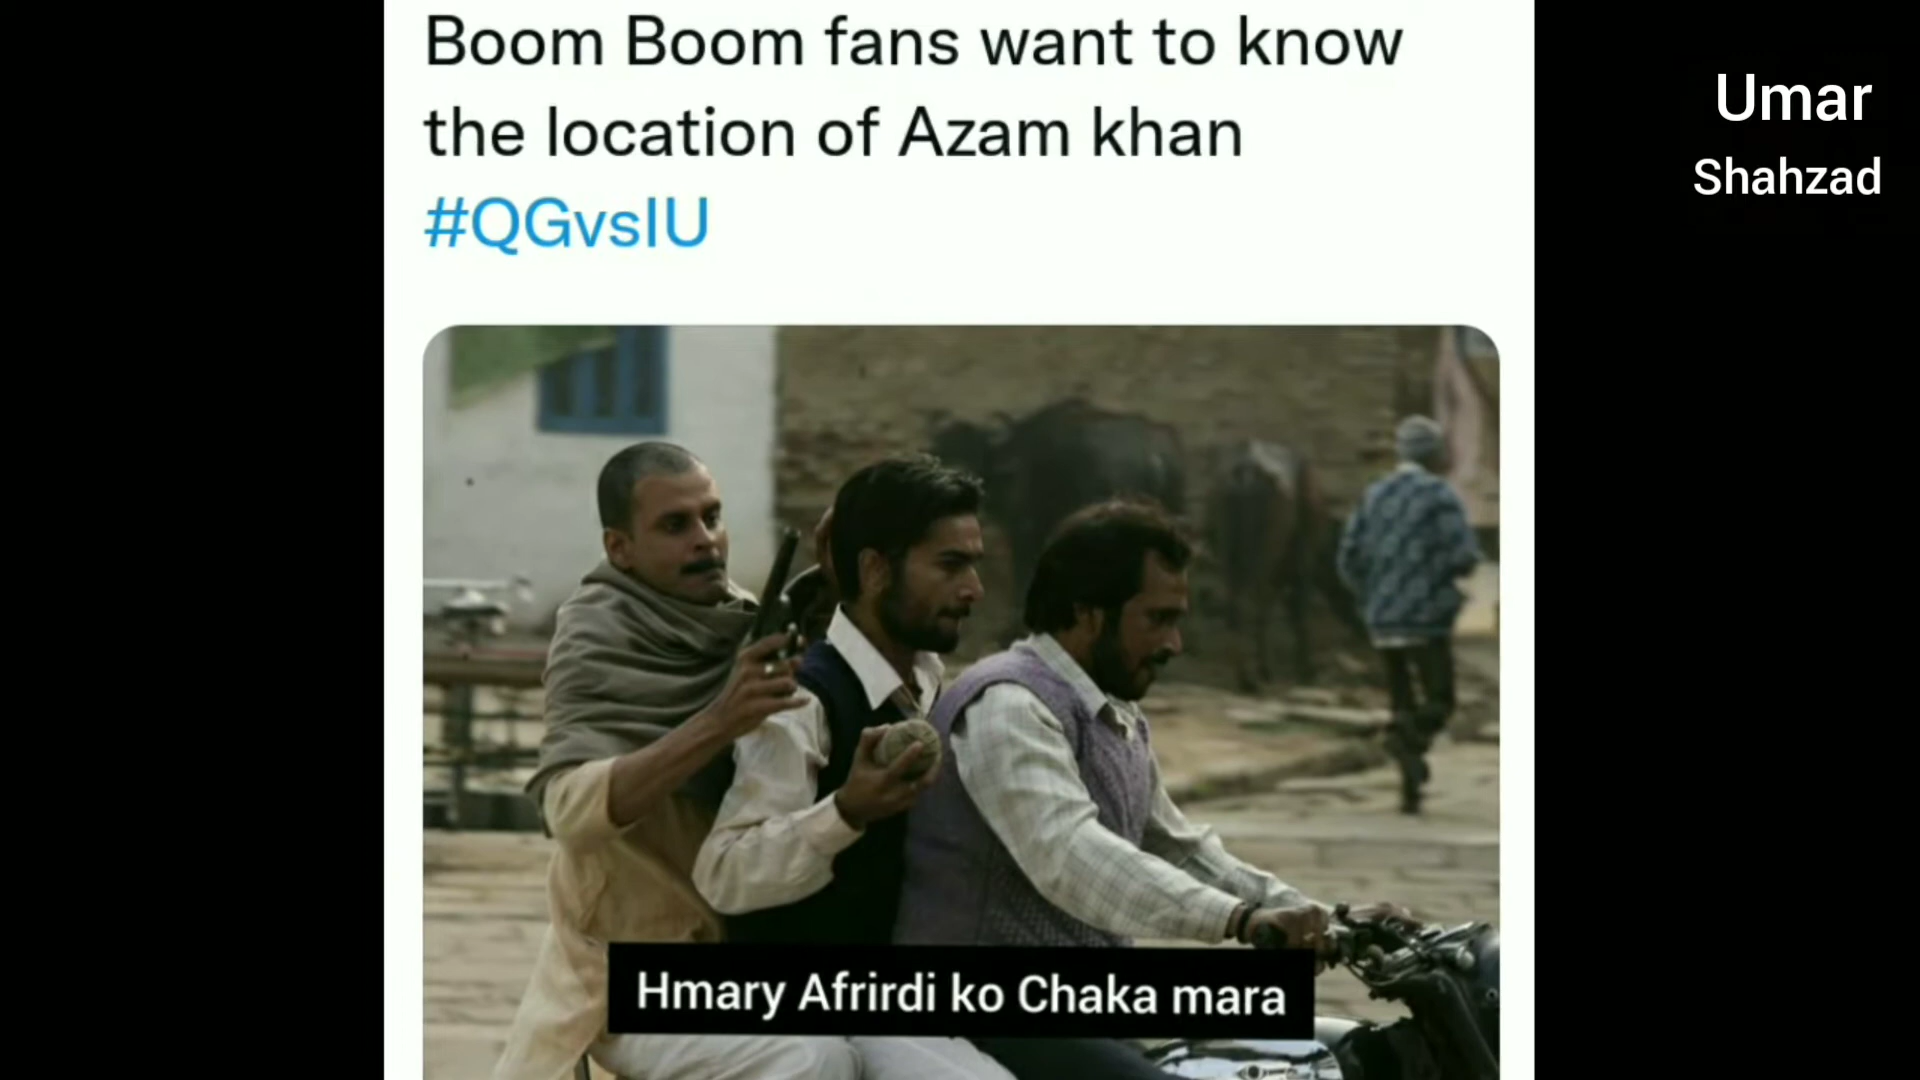 Boom Boom fans want to know
the location of Azam khan
#QGvsIU
Umar
Shahzad
Hmary Afrirdi ko Chaka mara